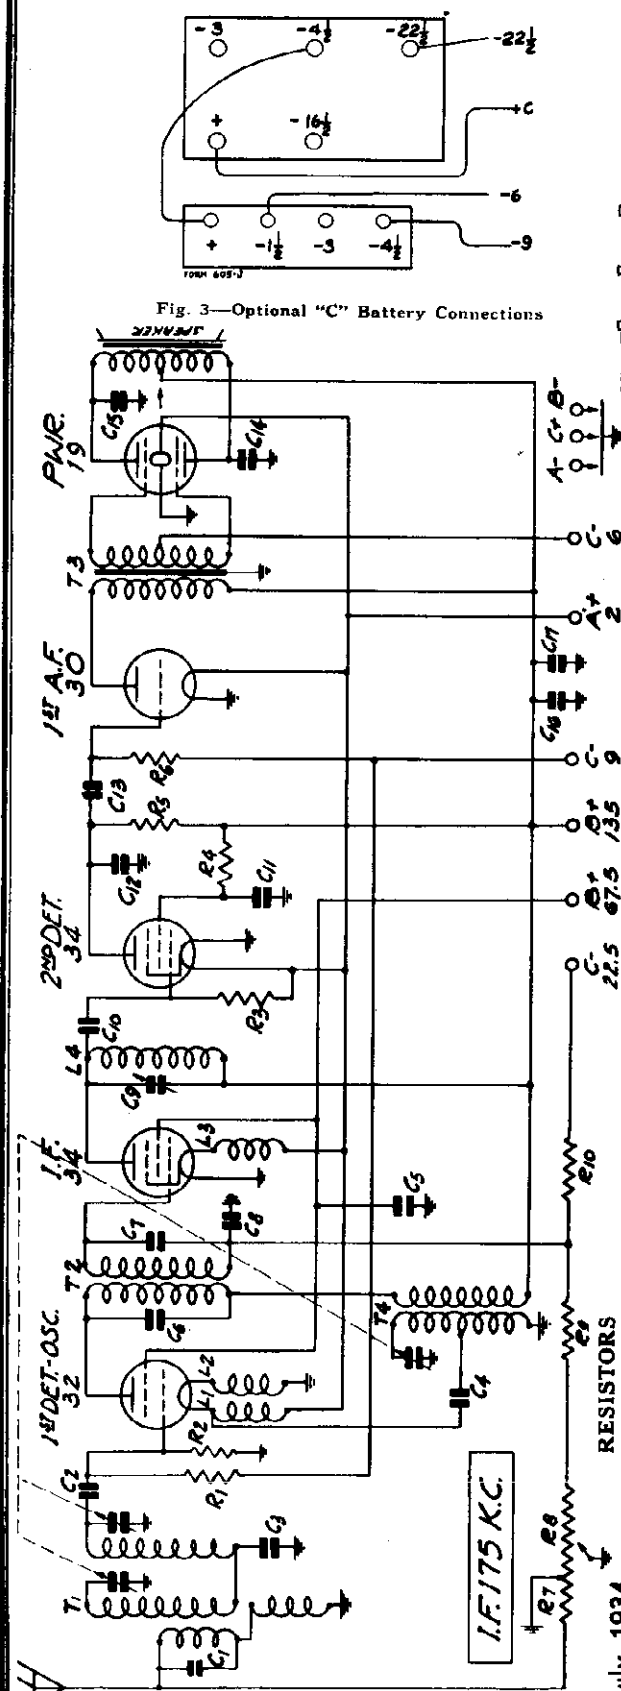 -3 -4½ -22½ -22½
+ -16½ +C
-6
+ -1½ -3 -4½ -9
FORM 605-J
Fig. 3—Optional "C" Battery Connections
SPEAKER
PWR.
19
C15
C14
T3
1ST A.F.
30
C13
R5
R6
2ND DET.
34
C12
R4
C11
C10
R3
L4
C9
I.F.
34
L3
C7
C8
T2
C6
C5
1ST DET.-OSC.
32
L1
L2
C2
R2
R1
T4
C4
T1
C3
C1
A- C+ B-
C-
6
A+
2
C16
C17
C-
9
B+
135
B+
67.5
C-
22.5
R10
R9
R8
R7
I.F. 175 K.C.
RESISTORS
1934